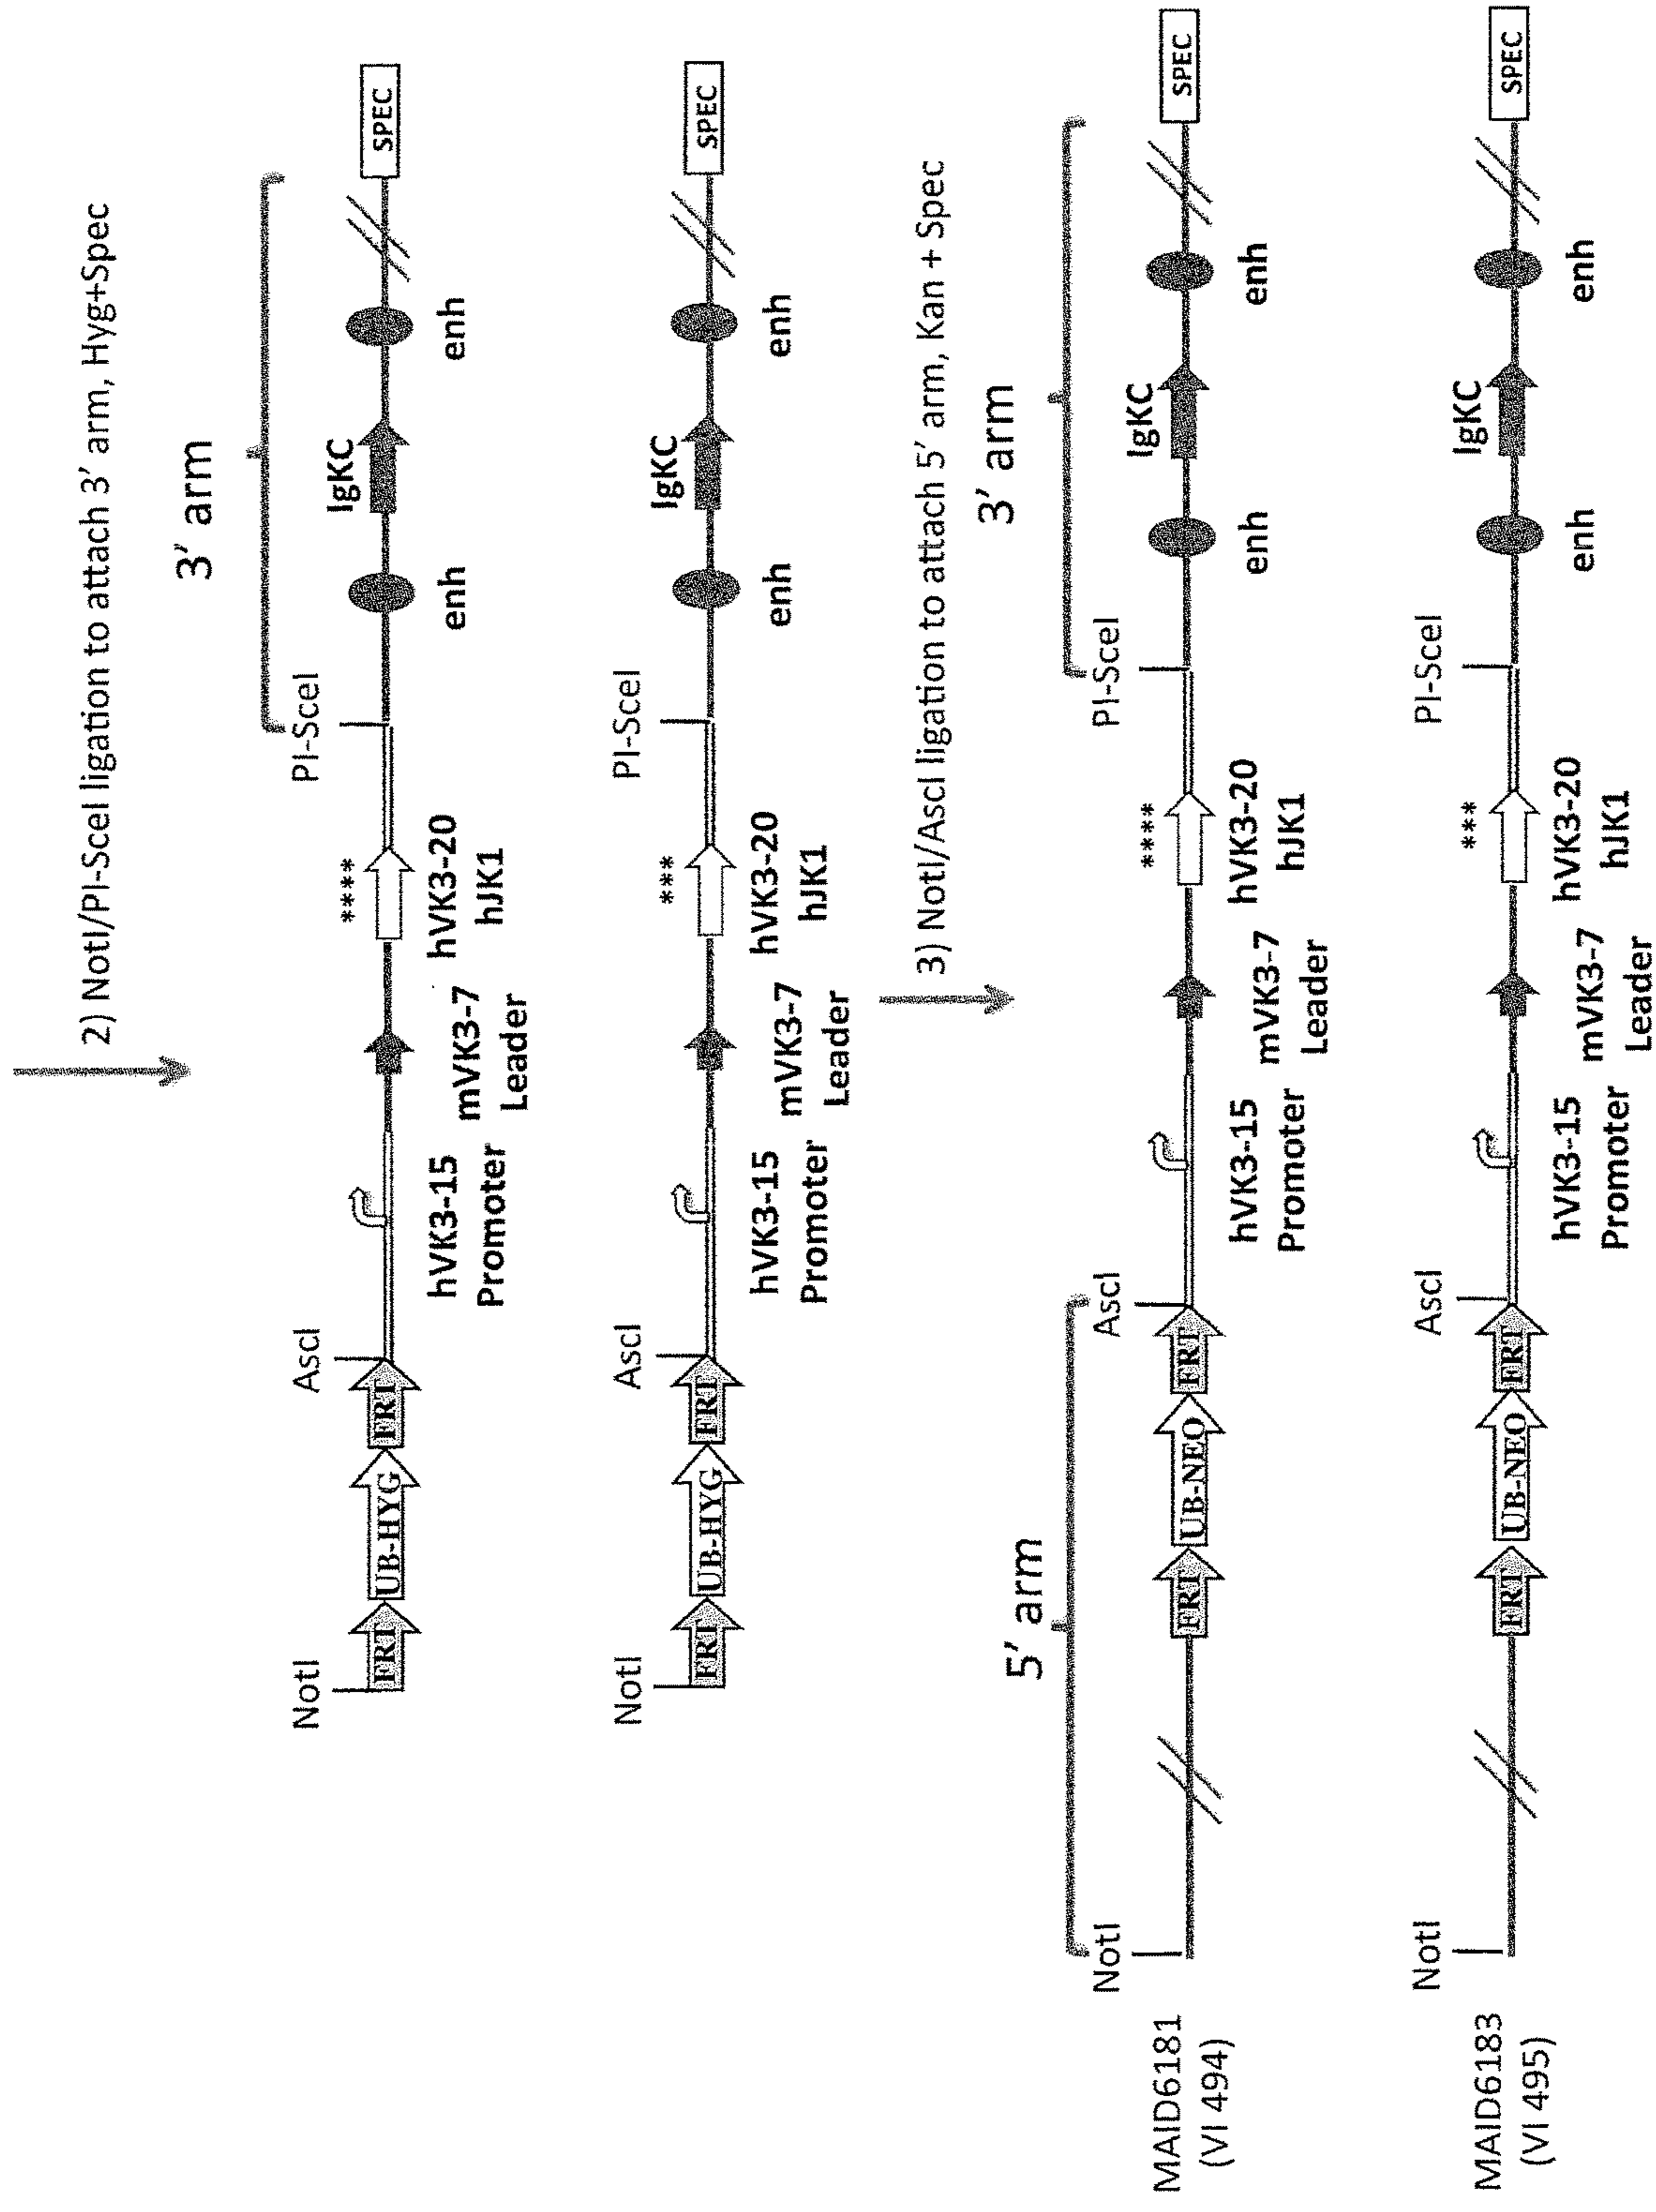 2) NotI/PI-SceI ligation to attach 3’ arm, Hyg+Spec
3’ arm
NotI
AscI
PI-SceI
FRT
UB-HYG
FRT
****
IgKC
SPEC
hVK3-15
Promoter
mVK3-7
Leader
hVK3-20
hJK1
enh
enh
NotI
AscI
PI-SceI
FRT
UB-HYG
FRT
***
IgKC
SPEC
hVK3-15
Promoter
mVK3-7
Leader
hVK3-20
hJK1
enh
enh
3) NotI/AscI ligation to attach 5’ arm, Kan + Spec
5’ arm
3’ arm
MAID6181
(VI 494)
NotI
AscI
PI-SceI
FRT
UB-NEO
FRT
****
IgKC
SPEC
hVK3-15
Promoter
mVK3-7
Leader
hVK3-20
hJK1
enh
enh
MAID6183
(VI 495)
NotI
AscI
PI-SceI
FRT
UB-NEO
FRT
***
IgKC
SPEC
hVK3-15
Promoter
mVK3-7
Leader
hVK3-20
hJK1
enh
enh